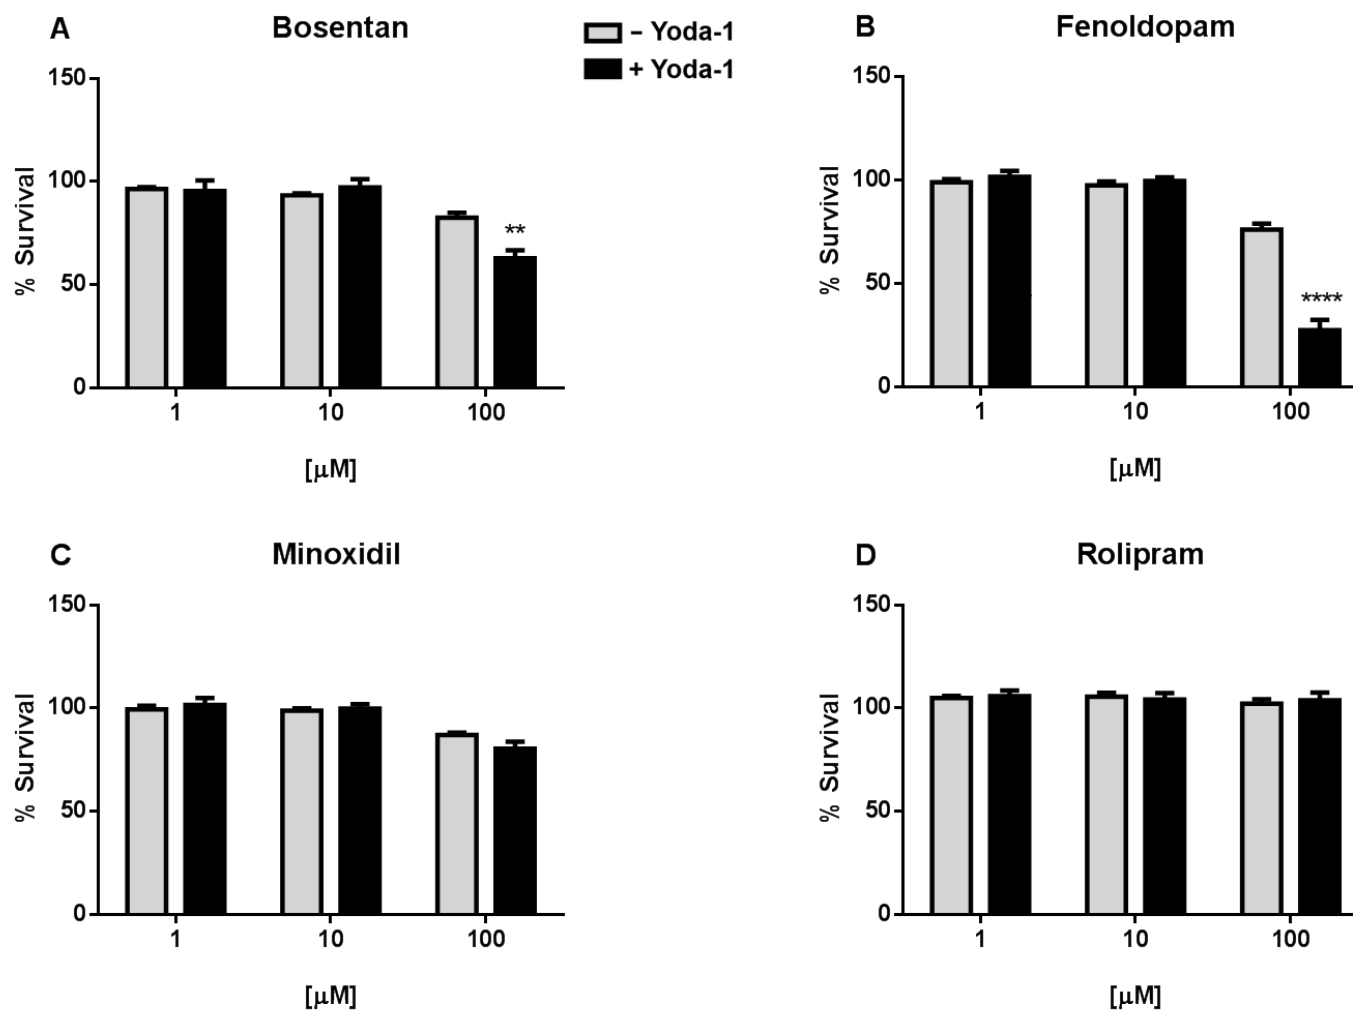 A Bosentan
– Yoda-1
+ Yoda-1
150
100
50
0
% Survival
**
1 10 100
[μM]
B Fenoldopam
150
100
50
0
% Survival
****
1 10 100
[μM]
C Minoxidil
150
100
50
0
% Survival
1 10 100
[μM]
D Rolipram
150
100
50
0
% Survival
1 10 100
[μM]